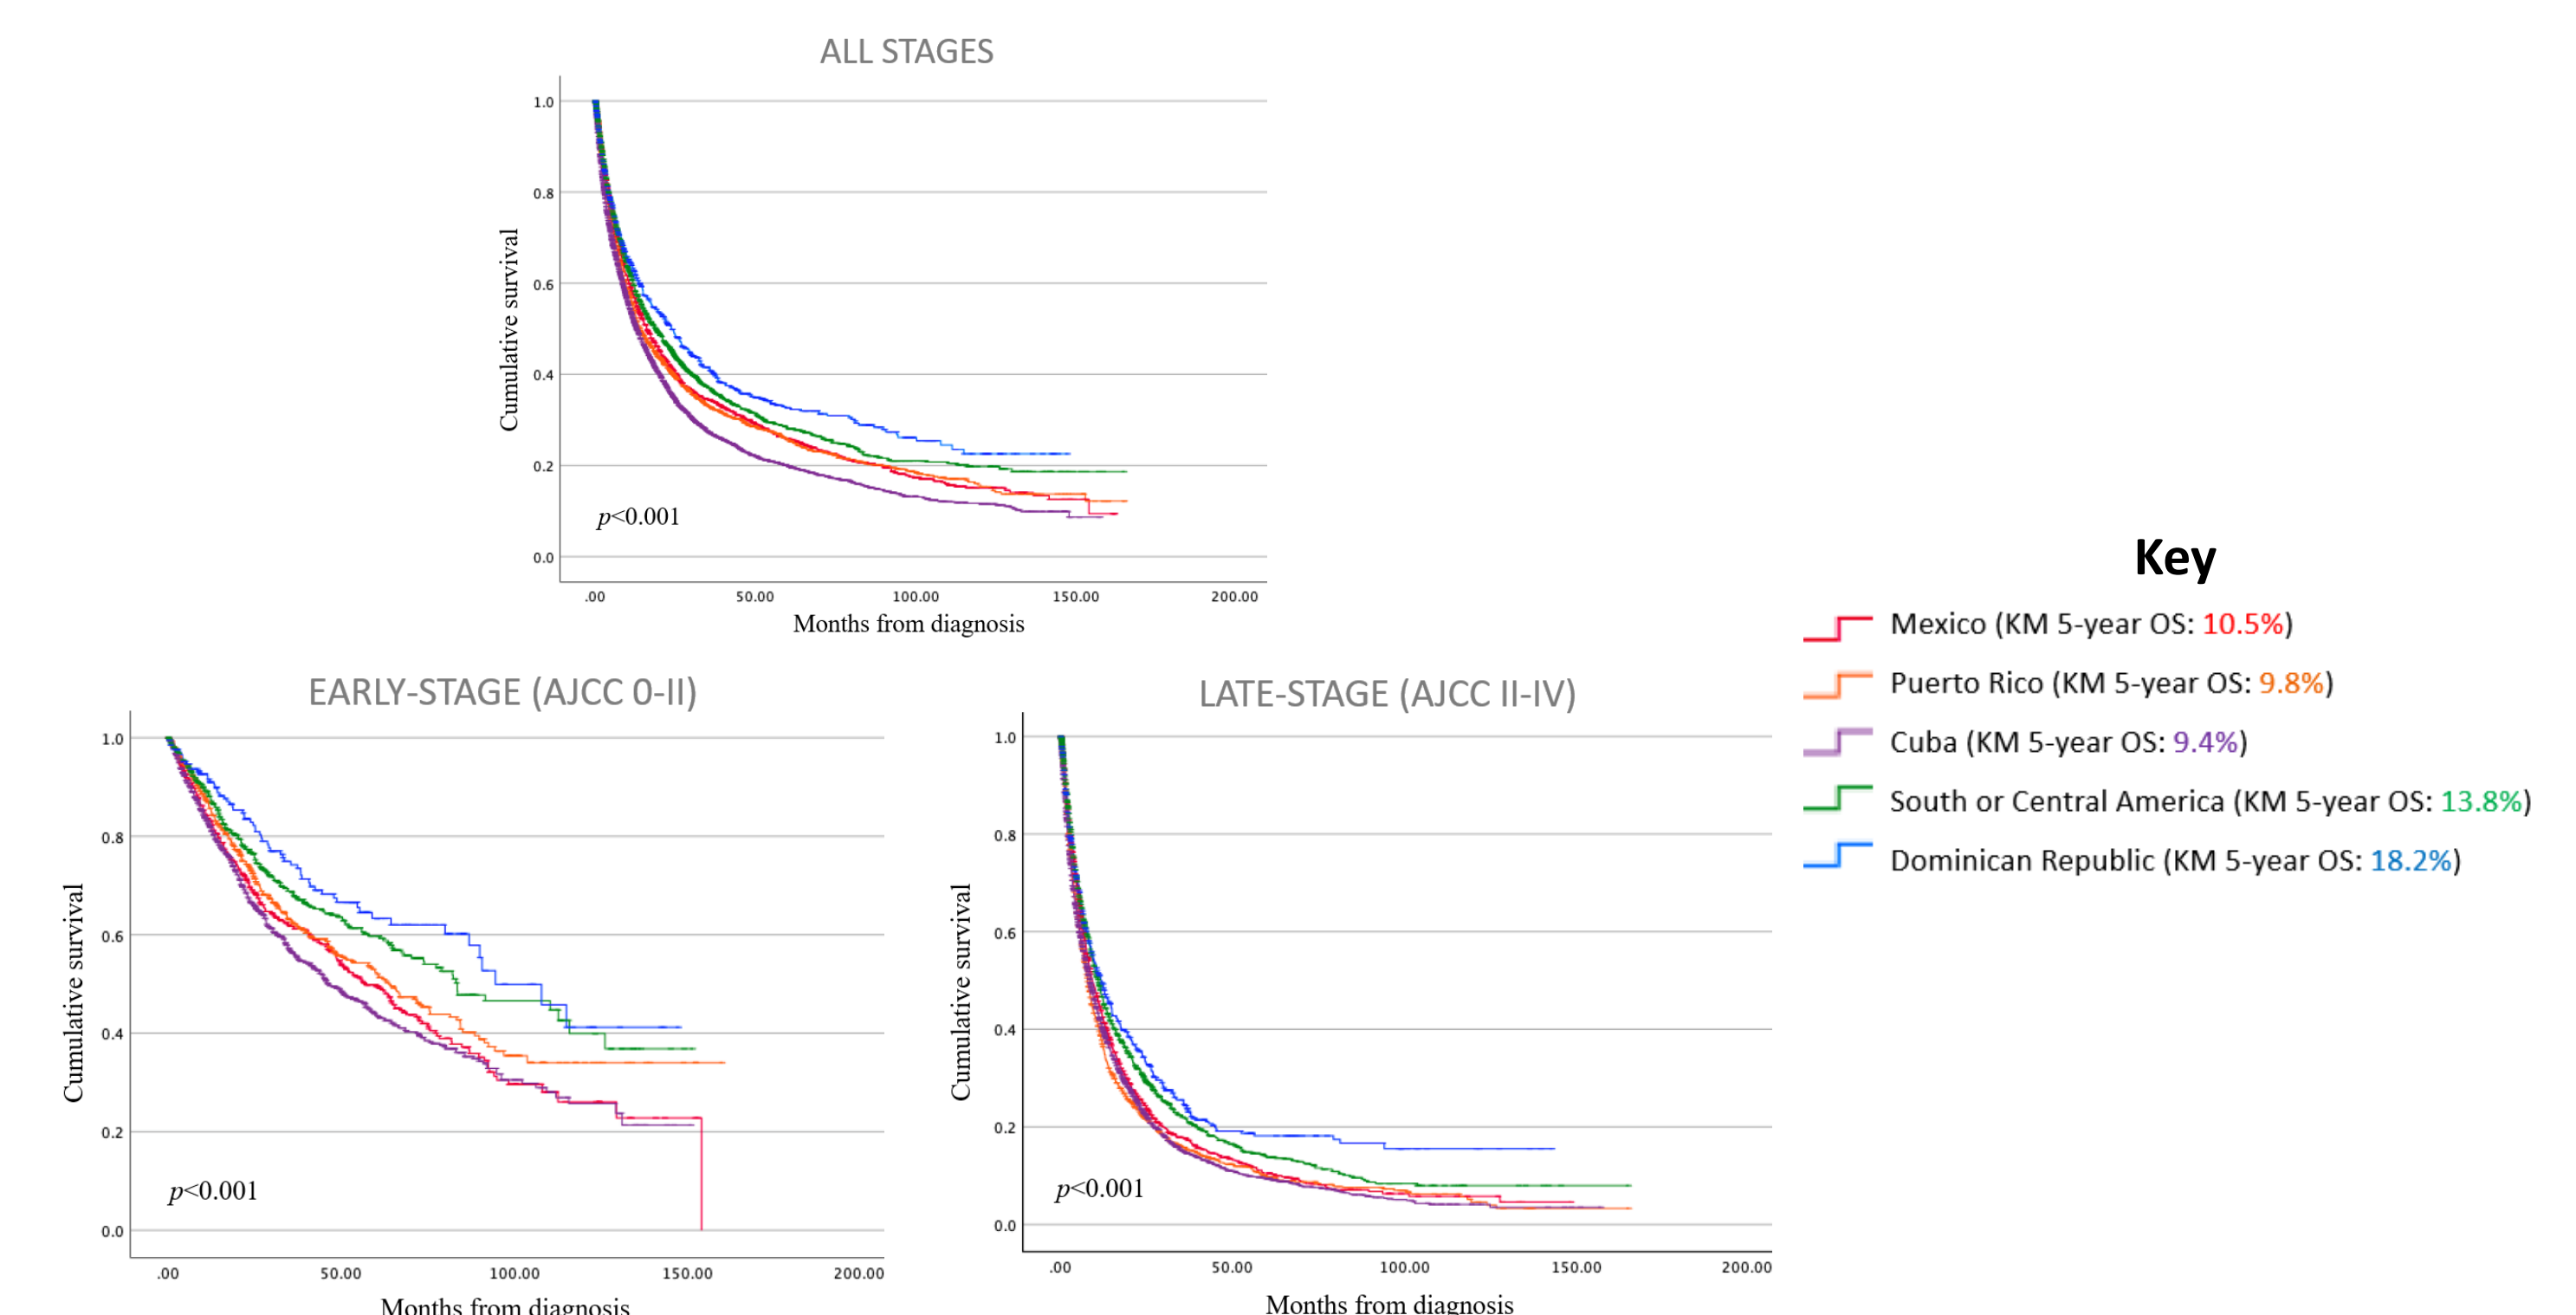 ALL STAGES
1.0
0.8
0.6
0.4
0.2
0.0
Cumulative survival
p<0.001
.00 50.00 100.00 150.00 200.00
Months from diagnosis
EARLY-STAGE (AJCC 0-II)
1.0
0.8
0.6
0.4
0.2
0.0
Cumulative survival
p<0.001
.00 50.00 100.00 150.00 200.00
Months from diagnosis
LATE-STAGE (AJCC II-IV)
1.0
0.8
0.6
0.4
0.2
0.0
Cumulative survival
p<0.001
.00 50.00 100.00 150.00 200.00
Months from diagnosis
Key
Mexico (KM 5-year OS: 10.5%)
Puerto Rico (KM 5-year OS: 9.8%)
Cuba (KM 5-year OS: 9.4%)
South or Central America (KM 5-year OS: 13.8%)
Dominican Republic (KM 5-year OS: 18.2%)